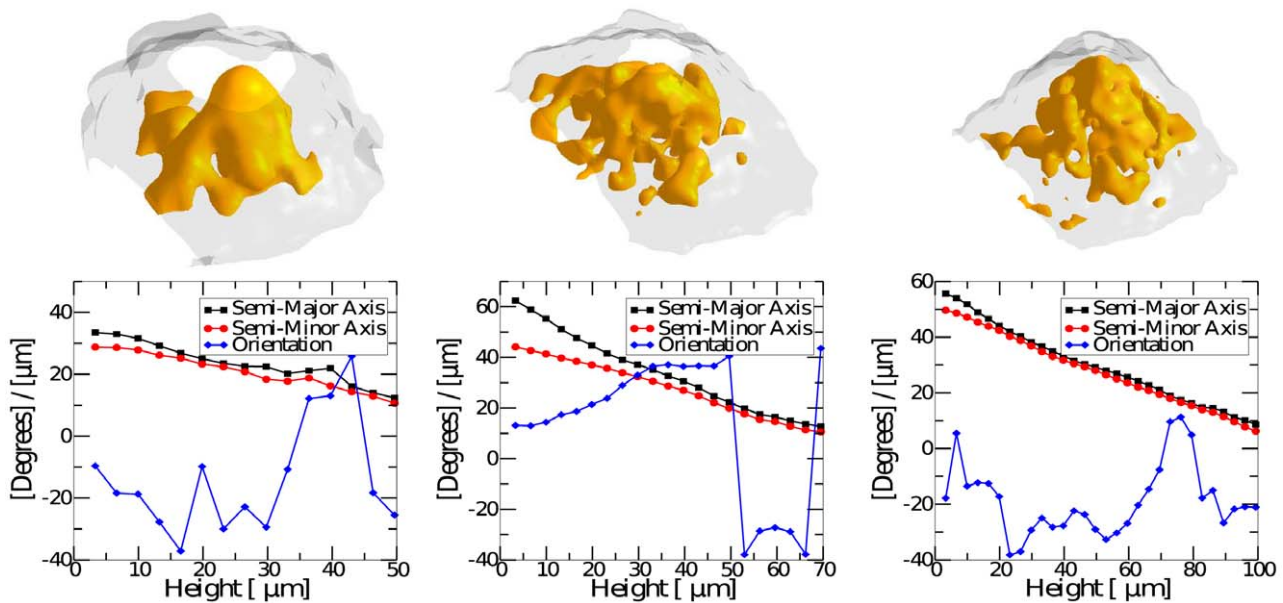 40
20
0
-20
-40
[Degrees] / [μm]
Semi-Major Axis
Semi-Minor Axis
Orientation
0 10 20 30 40 50
Height [ μm]
60
40
20
0
-20
-40
[Degrees] / [μm]
Semi-Major Axis
Semi-Minor Axis
Orientation
0 10 20 30 40 50 60 70
Height [ μm]
60
40
20
0
-20
-40
[Degrees] / [μm]
Semi-Major Axis
Semi-Minor Axis
Orientation
0 20 40 60 80 100
Height [ μm]